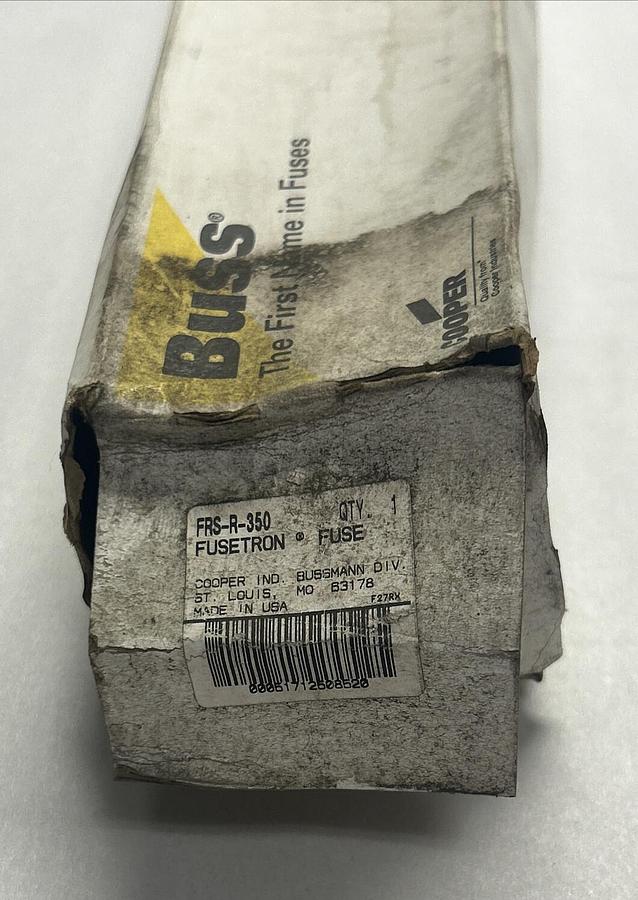 Buss®
The First Name in Fuses
COOPER
Quality from
Cooper Industries
FRS-R-350 QTY. 1
FUSETRON ® FUSE
COOPER IND. BUSSMANN DIV.
ST. LOUIS, MO 63178
MADE IN USA F27RX
00051712508520